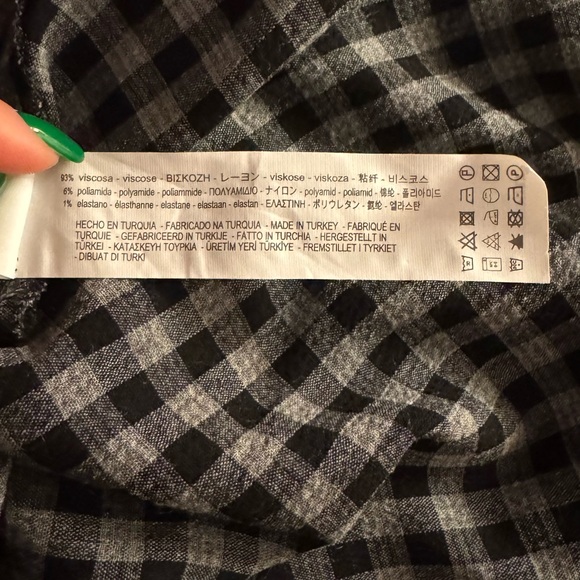 93% viscosa - viscose - ΒΙΣΚΟΖΗ - レーヨン - viskose - viskoza - 粘纤 - 비스코스
6% poliamida - polyamide - poliammide - ΠΟΛΥΑΜΙΔΙΟ - ナイロン - polyamid - poliamid - 锦纶 - 폴리아미드
1% elastano - élasthanne - elastane - elastaan - elastan - ΕΛΑΣΤΙΝΗ - ポリウレタン - 氨纶 - 엘라스탄
HECHO EN TURQUIA - FABRICADO NA TURQUIA - MADE IN TURKEY - FABRIQUÉ EN
TURQUIE - GEFABRICEERD IN TURKIJE - FATTO IN TURCHIA - HERGESTELLT IN
TÜRKEI - ΚΑΤΑΣΚΕΥΗ ΤΟΥΡΚΙΑ - ÜRETİM YERİ TÜRKİYE - FREMSTILLET I TYRKIET
- DIBUAT DI TURKI